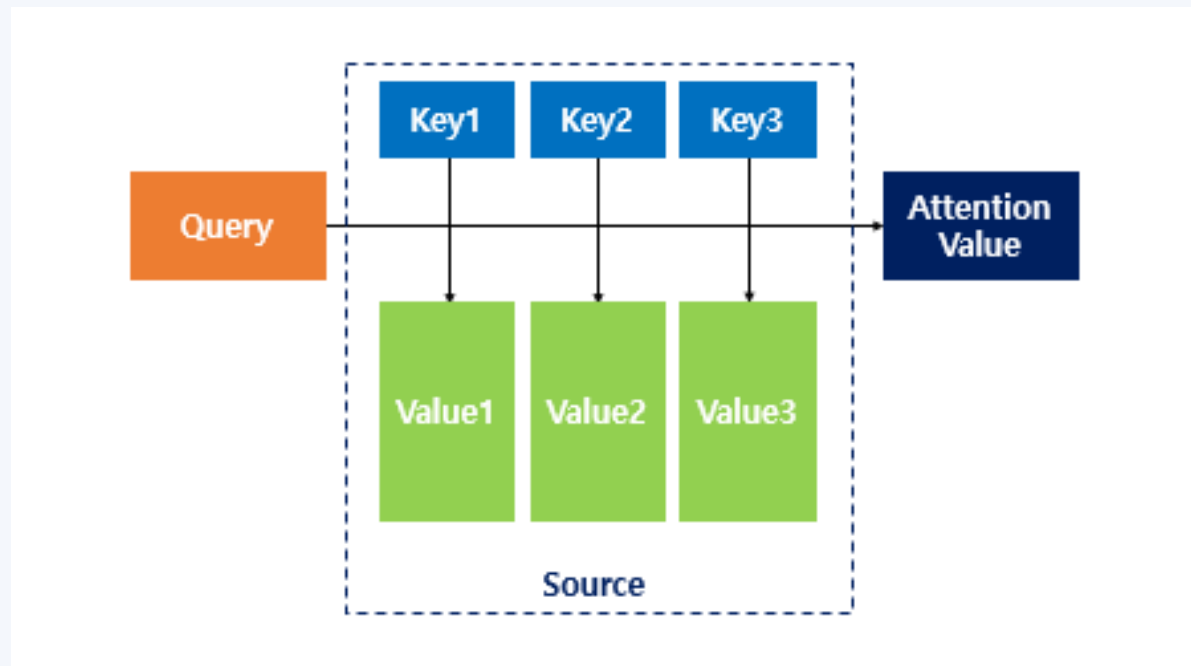 Key1 Key2 Key3
Query
Attention
Value
Value1 Value2 Value3
Source